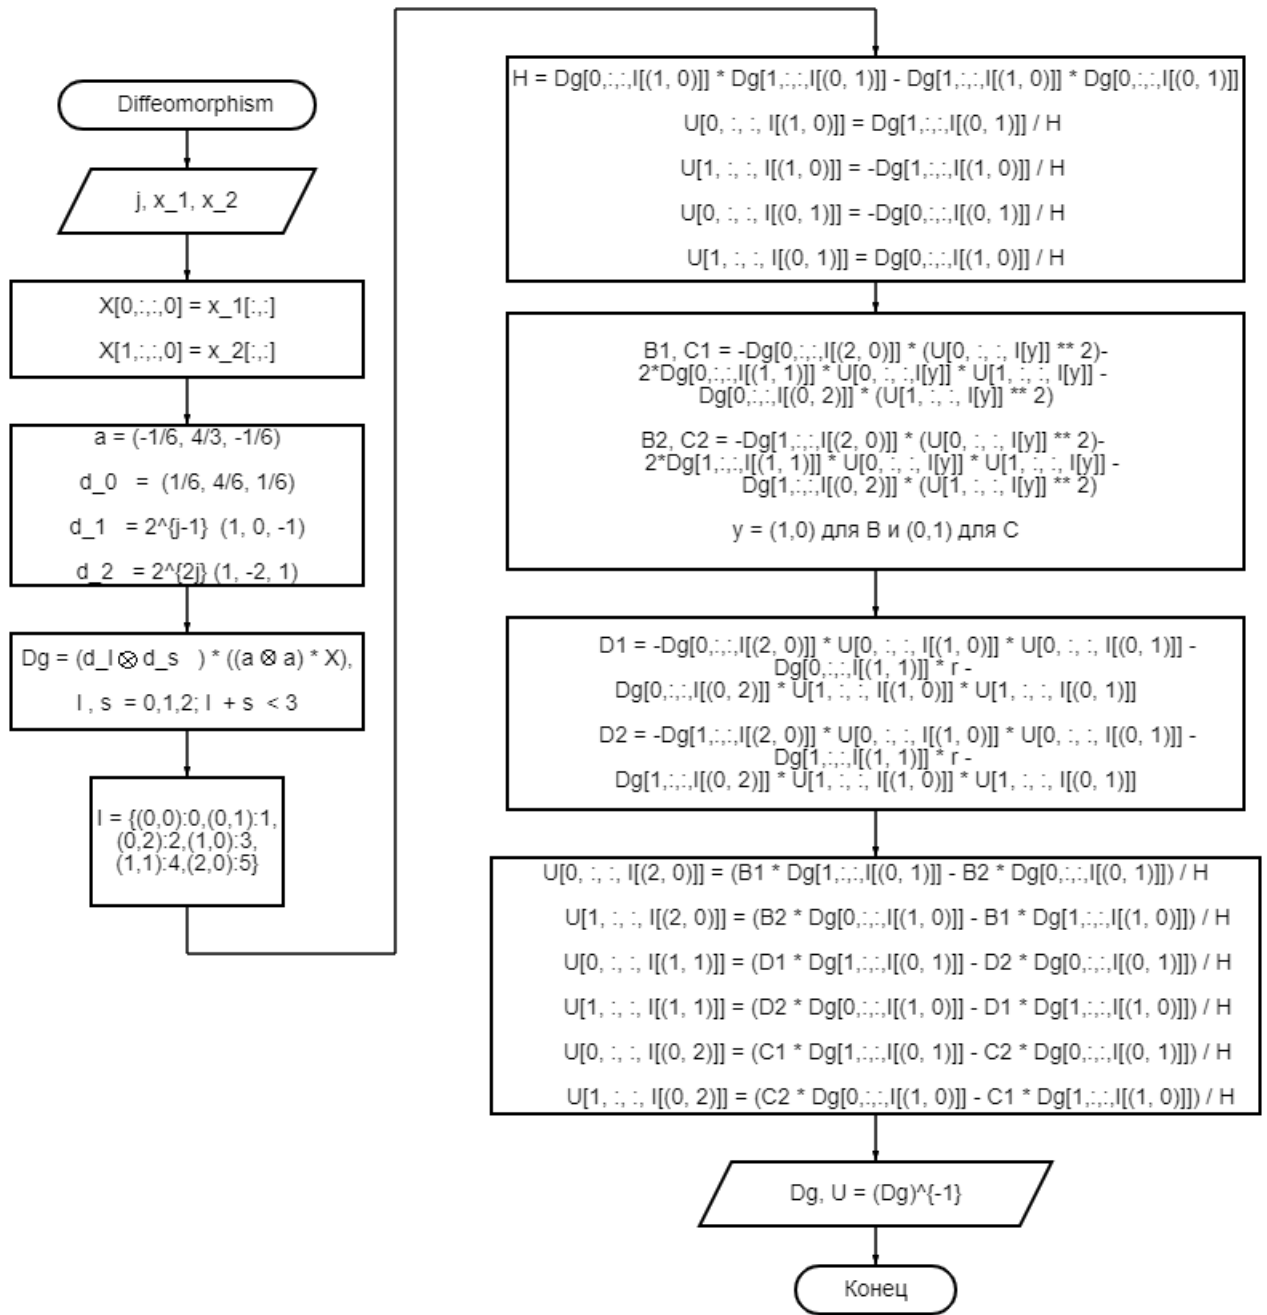 Diffeomorphism
j, x_1, x_2
X[0,:,:,0] = x_1[:,:]
X[1,:,:,0] = x_2[:,:]
a = (-1/6, 4/3, -1/6)
d_0 = (1/6, 4/6, 1/6)
d_1 = 2^{j-1} (1, 0, -1)
d_2 = 2^{2j} (1, -2, 1)
Dg = (d_l⊗d_s ) * ((a ⊗ a) * X),
l , s = 0,1,2; l + s < 3
I = {(0,0):0,(0,1):1,
(0,2):2,(1,0):3,
(1,1):4,(2,0):5}
H = Dg[0,:,:,I[(1, 0)]] * Dg[1,:,:,I[(0, 1)]] - Dg[1,:,:,I[(1, 0)]] * Dg[0,:,:,I[(0, 1)]]
U[0, :, :, I[(1, 0)]] = Dg[1,:,:,I[(0, 1)]] / H
U[1, :, :, I[(1, 0)]] = -Dg[1,:,:,I[(1, 0)]] / H
U[0, :, :, I[(0, 1)]] = -Dg[0,:,:,I[(0, 1)]] / H
U[1, :, :, I[(0, 1)]] = Dg[0,:,:,I[(1, 0)]] / H
B1, C1 = -Dg[0,:,:,I[(2, 0)]] * (U[0, :, :, I[y]] ** 2)-
2*Dg[0,:,:,I[(1, 1)]] * U[0, :, :,I[y]] * U[1, :, :, I[y]] -
Dg[0,:,:,I[(0, 2)]] * (U[1, :, :, I[y]] ** 2)
B2, C2 = -Dg[1,:,:,I[(2, 0)]] * (U[0, :, :, I[y]] ** 2)-
2*Dg[1,:,:,I[(1, 1)]] * U[0, :, :, I[y]] * U[1, :, :, I[y]] -
Dg[1,:,:,I[(0, 2)]] * (U[1, :, :, I[y]] ** 2)
y = (1,0) для B и (0,1) для C
D1 = -Dg[0,:,:,I[(2, 0)]] * U[0, :, :, I[(1, 0)]] * U[0, :, :, I[(0, 1)]] -
Dg[0,:,:,I[(1, 1)]] * r -
Dg[0,:,:,I[(0, 2)]] * U[1, :, :, I[(1, 0)]] * U[1, :, :, I[(0, 1)]]
D2 = -Dg[1,:,:,I[(2, 0)]] * U[0, :, :, I[(1, 0)]] * U[0, :, :, I[(0, 1)]] -
Dg[1,:,:,I[(1, 1)]] * r -
Dg[1,:,:,I[(0, 2)]] * U[1, :, :, I[(1, 0)]] * U[1, :, :, I[(0, 1)]]
U[0, :, :, I[(2, 0)]] = (B1 * Dg[1,:,:,I[(0, 1)]] - B2 * Dg[0,:,:,I[(0, 1)]]) / H
U[1, :, :, I[(2, 0)]] = (B2 * Dg[0,:,:,I[(1, 0)]] - B1 * Dg[1,:,:,I[(1, 0)]]) / H
U[0, :, :, I[(1, 1)]] = (D1 * Dg[1,:,:,I[(0, 1)]] - D2 * Dg[0,:,:,I[(0, 1)]]) / H
U[1, :, :, I[(1, 1)]] = (D2 * Dg[0,:,:,I[(1, 0)]] - D1 * Dg[1,:,:,I[(1, 0)]]) / H
U[0, :, :, I[(0, 2)]] = (C1 * Dg[1,:,:,I[(0, 1)]] - C2 * Dg[0,:,:,I[(0, 1)]]) / H
U[1, :, :, I[(0, 2)]] = (C2 * Dg[0,:,:,I[(1, 0)]] - C1 * Dg[1,:,:,I[(1, 0)]]) / H
Dg, U = (Dg)^{-1}
Конец